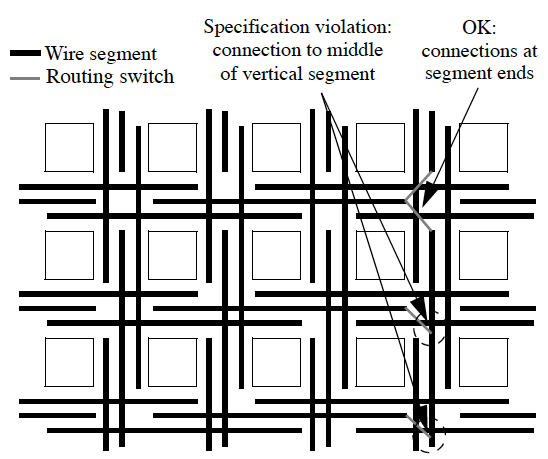 Specification violation:
connection to middle
of vertical segment
OK:
connections at
segment ends
Wire segment
Routing switch